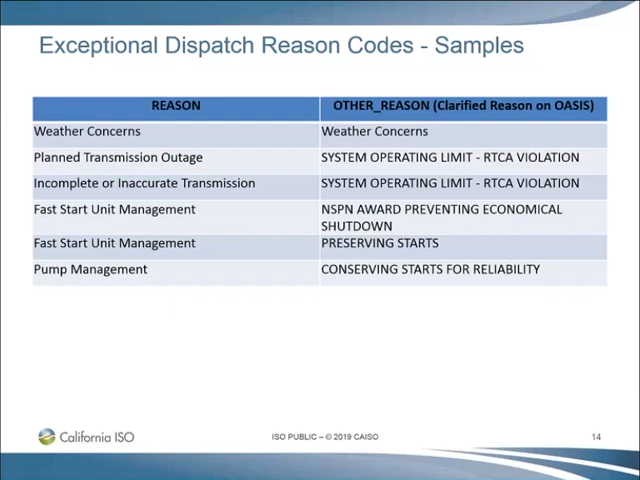 Exceptional Dispatch Reason Codes - Samples
REASON OTHER_REASON (Clarified Reason on OASIS)
Weather Concerns Weather Concerns
Planned Transmission Outage SYSTEM OPERATING LIMIT - RTCA VIOLATION
Incomplete or Inaccurate Transmission SYSTEM OPERATING LIMIT - RTCA VIOLATION
Fast Start Unit Management NSPN AWARD PREVENTING ECONOMICAL
SHUTDOWN
Fast Start Unit Management PRESERVING STARTS
Pump Management CONSERVING STARTS FOR RELIABILITY
California ISO ISO PUBLIC – © 2019 CAISO 14